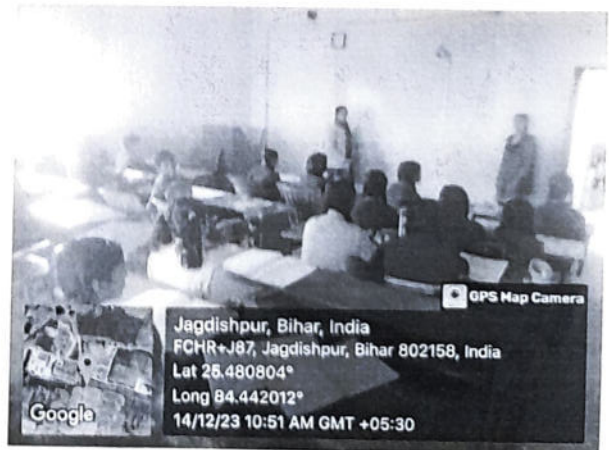 GPS Map Camera
Jagdishpur, Bihar, India
FCHR+J87, Jagdishpur, Bihar 802158, India
Lat 25.480804°
Long 84.442012°
14/12/23 10:51 AM GMT +05:30
Google